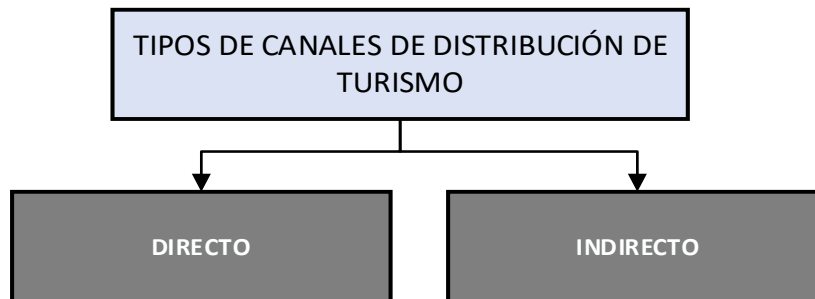 TIPOS DE CANALES DE DISTRIBUCIÓN DE
TURISMO
DIRECTO
INDIRECTO